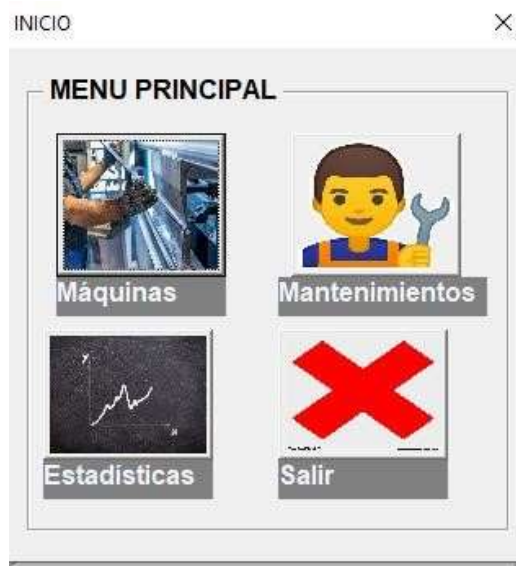 INICIO
MENU PRINCIPAL
Máquinas
Mantenimientos
y
x
Estadísticas
Salir